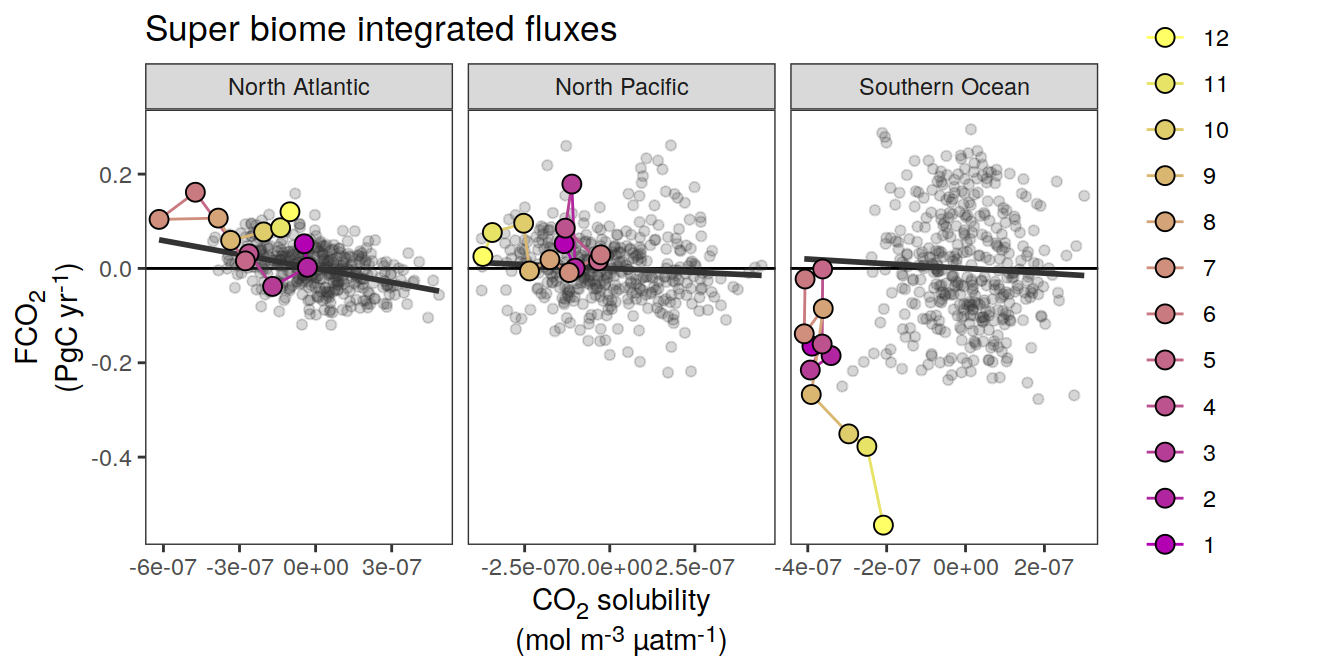 Super biome integrated fluxes
North Atlantic North Pacific Southern Ocean
FCO₂
(PgC yr⁻¹)
0.2
0.0
-0.2
-0.4
-6e-07 -3e-07 0e+00 3e-07
-2.5e-07 0.0e+00 2.5e-07
-4e-07 -2e-07 0e+00 2e-07
CO₂ solubility
(mol m⁻³ µatm⁻¹)
12
11
10
9
8
7
6
5
4
3
2
1